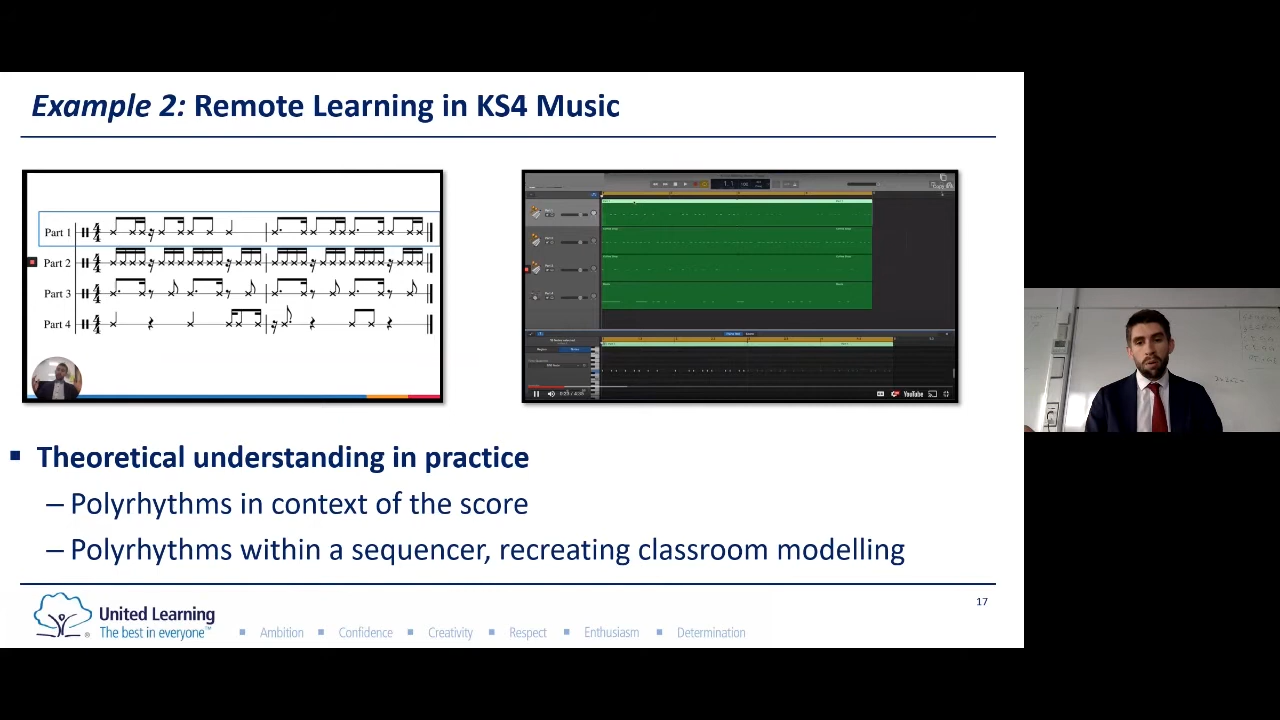 Example 2: Remote Learning in KS4 Music
Part 1
Part 2
Part 3
Part 4
YouTube
▪ Theoretical understanding in practice
– Polyrhythms in context of the score
– Polyrhythms within a sequencer, recreating classroom modelling
17
United Learning
The best in everyone™
▪ Ambition ▪ Confidence ▪ Creativity ▪ Respect ▪ Enthusiasm ▪ Determination